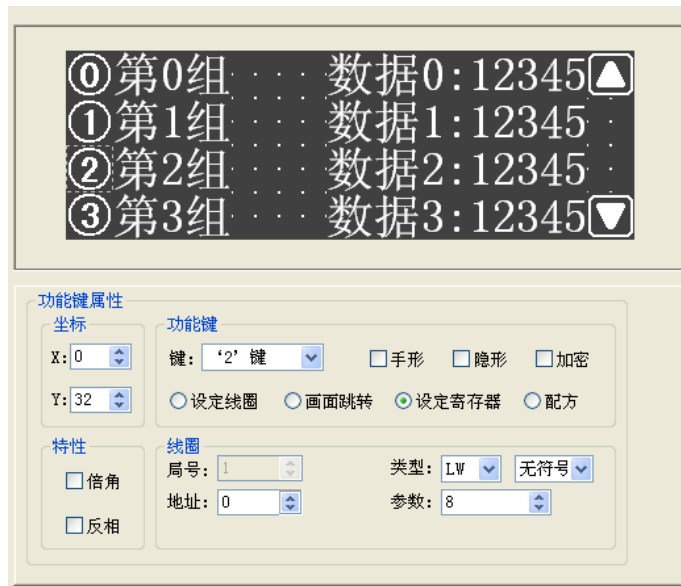 0 第0组 数据0:12345
1 第1组 数据1:12345
2 第2组 数据2:12345
3 第3组 数据3:12345
功能键属性
坐标
X: 0
Y: 32
功能键
键: ‘2’键
手形 隐形 加密
设定线圈 画面跳转 设定寄存器 配方
特性
倍角
反相
线圈
局号: 1 类型: LW 无符号
地址: 0 参数: 8